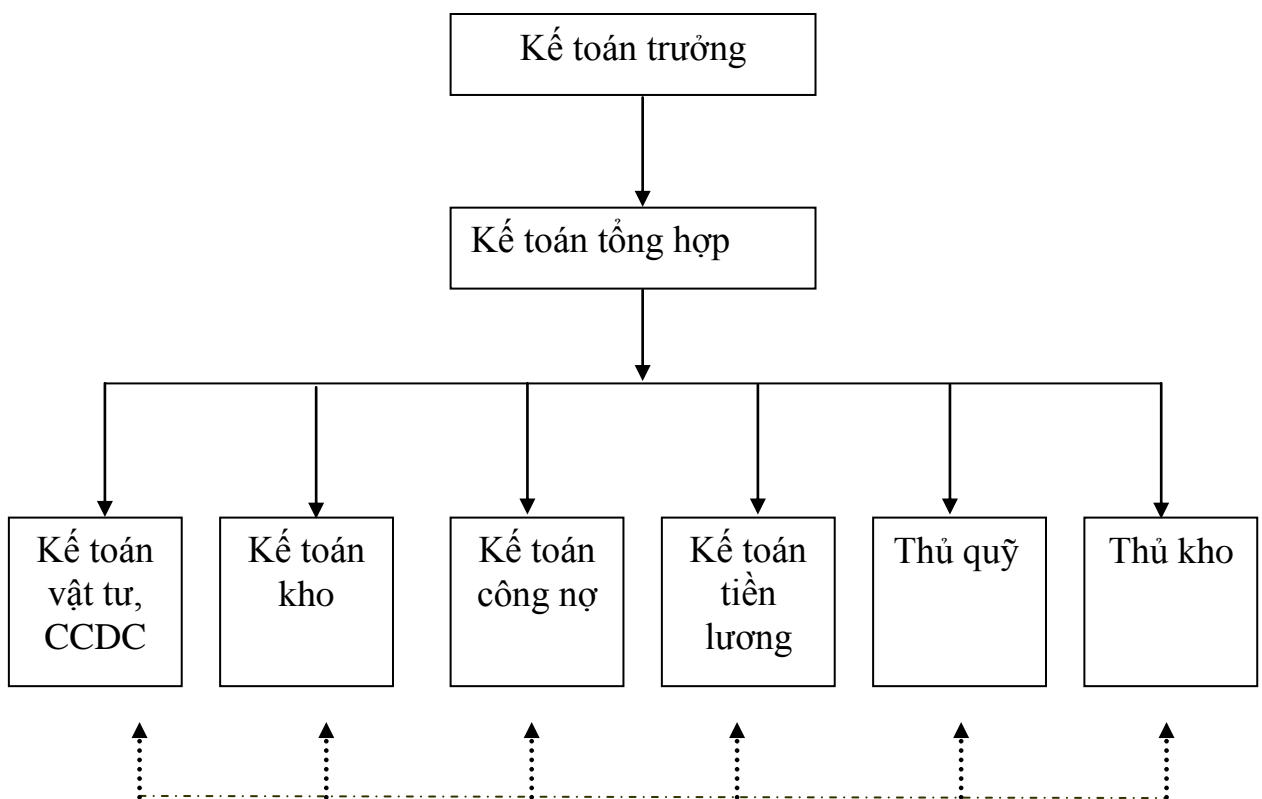 Kế toán trưởng
Kế toán tổng hợp
Kế toán
vật tư,
CCDC
Kế toán
kho
Kế toán
công nợ
Kế toán
tiền
lương
Thủ quỹ
Thủ kho